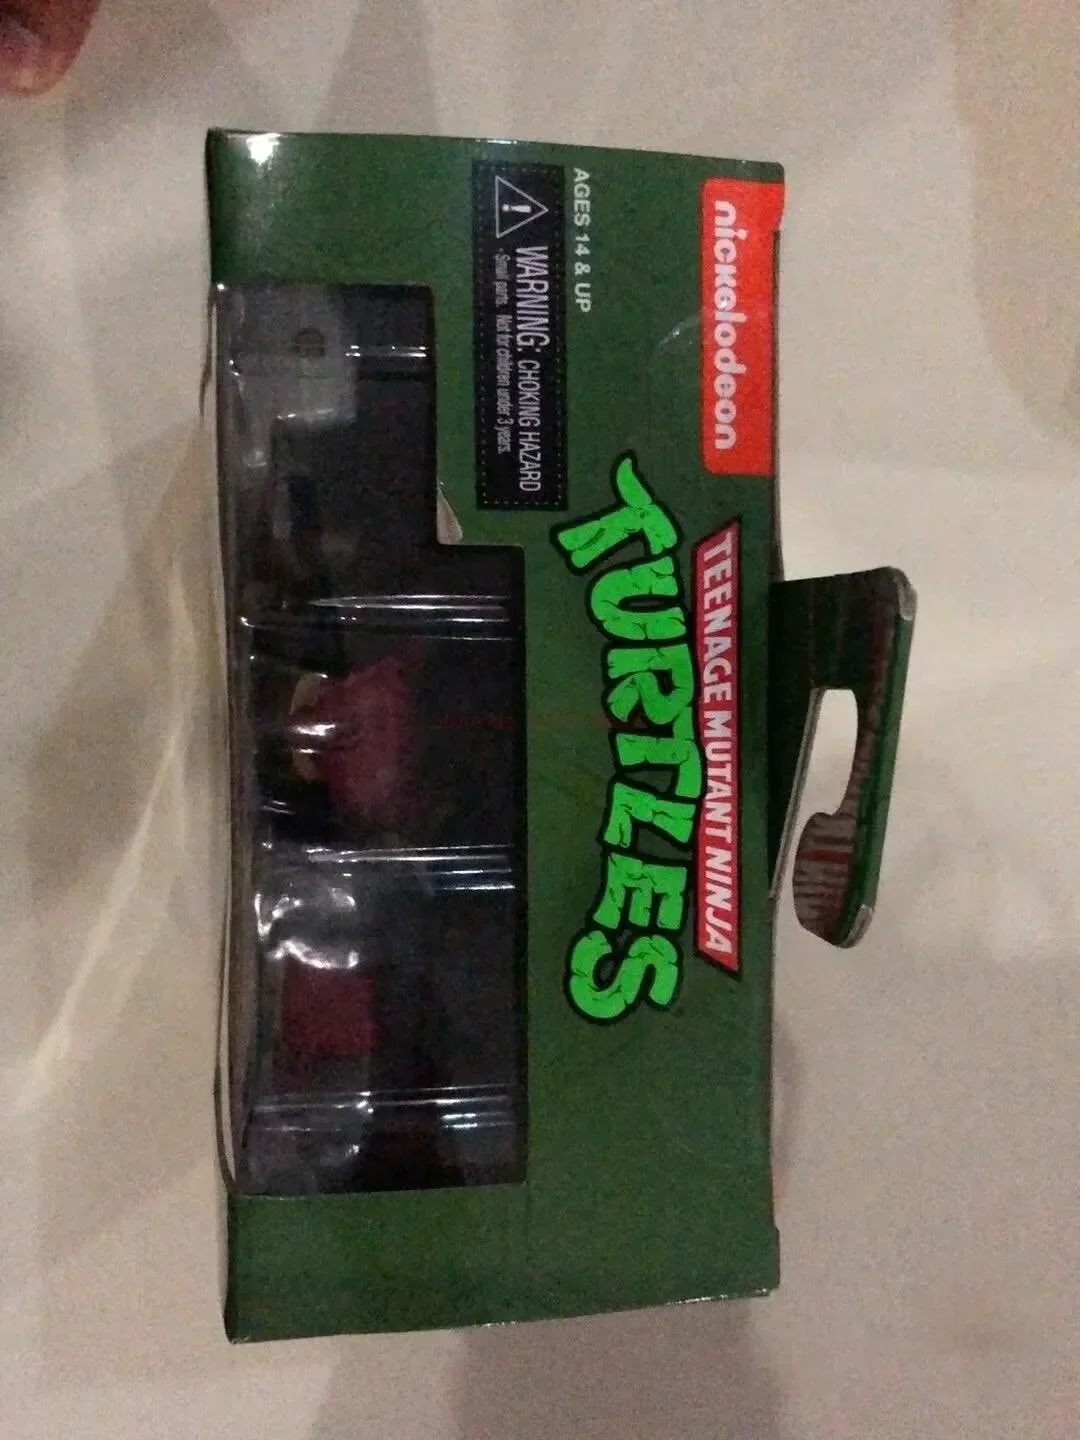 nickelodeon
TEENAGE MUTANT NINJA
TURTLES
AGES 14 & UP
WARNING: CHOKING HAZARD
- Small parts. Not for children under 3 years.